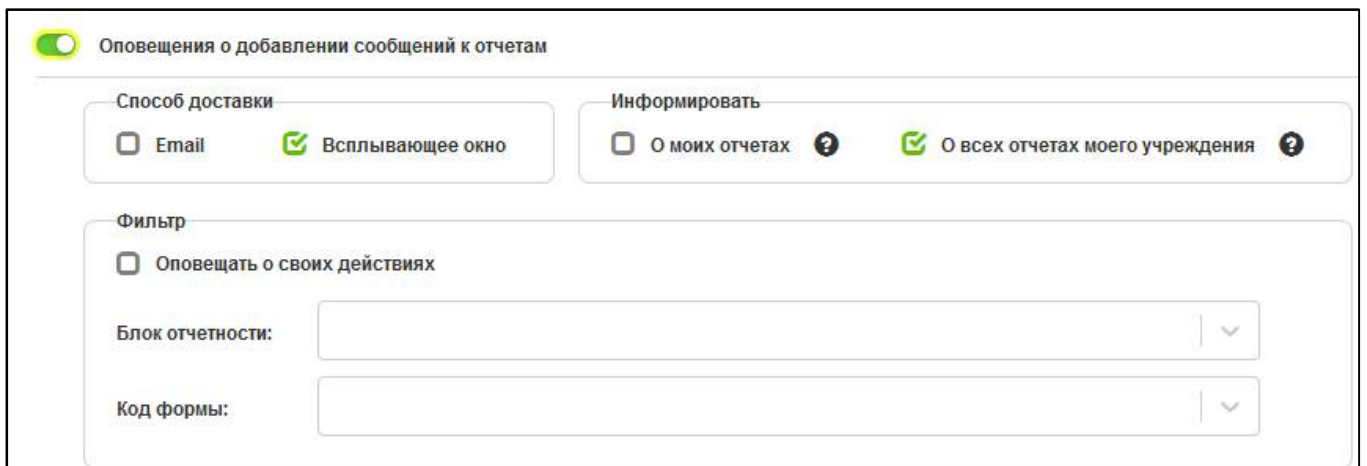 Оповещения о добавлении сообщений к отчетам
Способ доставки
Email Всплывающее окно
Информировать
О моих отчетах ? О всех отчетах моего учреждения ?
Фильтр
Оповещать о своих действиях
Блок отчетности:
Код формы: